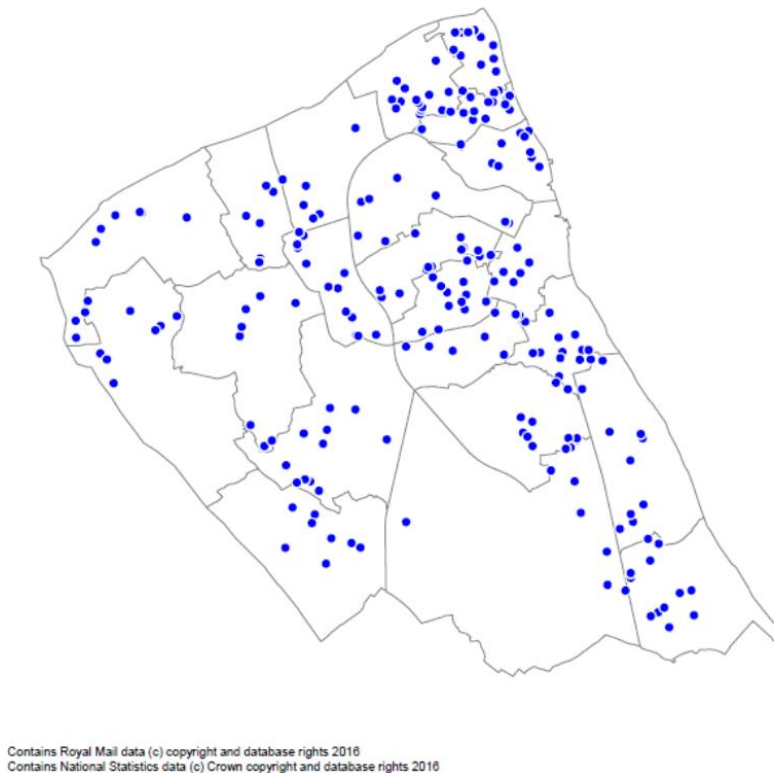 Contains Royal Mail data (c) copyright and database rights 2016
Contains National Statistics data (c) Crown copyright and database rights 2016